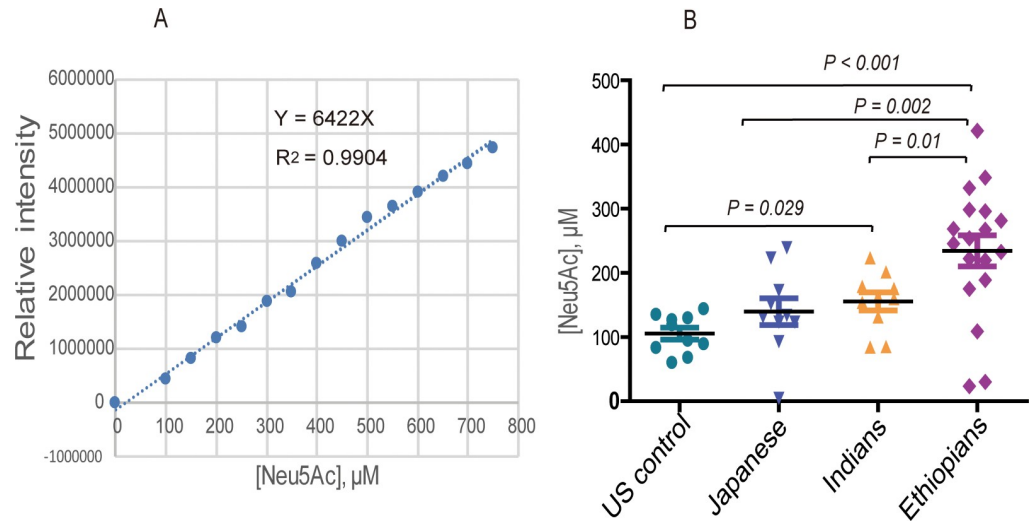 A
Relative intensity
6000000
5000000
4000000
3000000
2000000
1000000
0
-1000000
Y = 6422X
R2 = 0.9904
0 100 200 300 400 500 600 700 800
[Neu5Ac], µM
B
[Neu5Ac], µM
500
400
300
200
100
0
P < 0.001
P = 0.002
P = 0.01
P = 0.029
US control
Japanese
Indians
Ethiopians